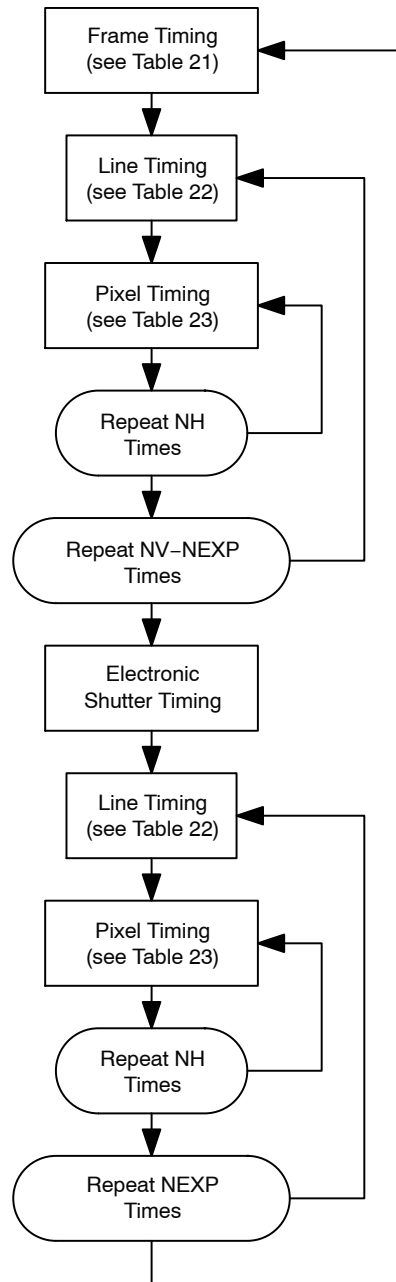 Frame Timing
(see Table 21)
Line Timing
(see Table 22)
Pixel Timing
(see Table 23)
Repeat NH
Times
Repeat NV−NEXP
Times
Electronic
Shutter Timing
Line Timing
(see Table 22)
Pixel Timing
(see Table 23)
Repeat NH
Times
Repeat NEXP
Times